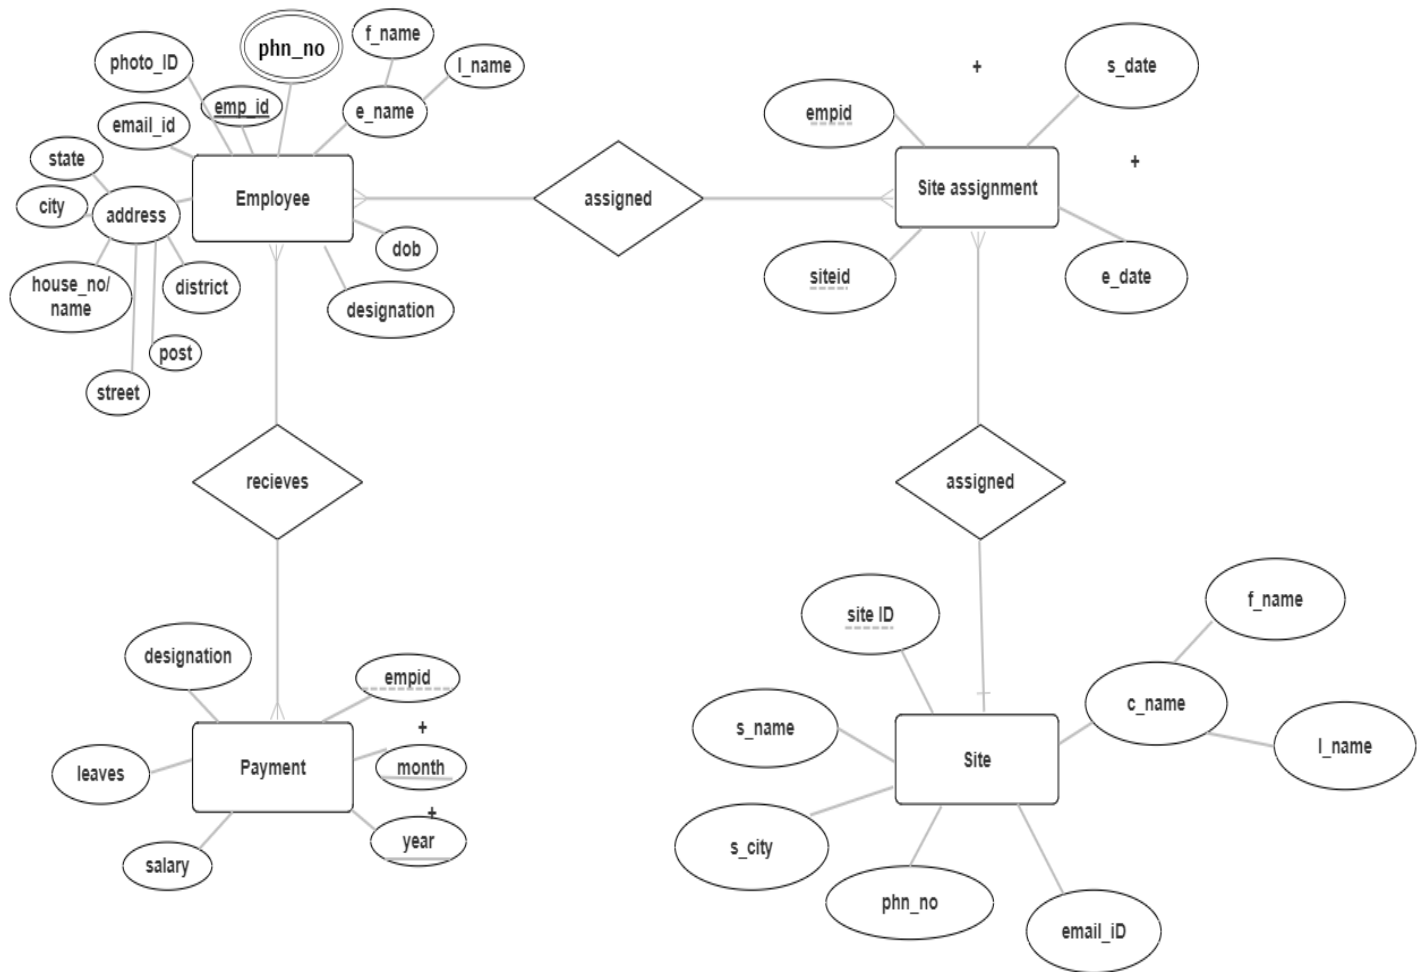 f_name
phn_no
photo_ID
l_name
emp_id
e_name
email_id
state
city
address
Employee
dob
house_no/
name
district
designation
post
street
assigned
+
s_date
empid
+
Site assignment
siteid
e_date
recieves
assigned
designation
empid
+
month
leaves
Payment
+
year
salary
site ID
f_name
c_name
s_name
l_name
Site
s_city
phn_no
email_iD